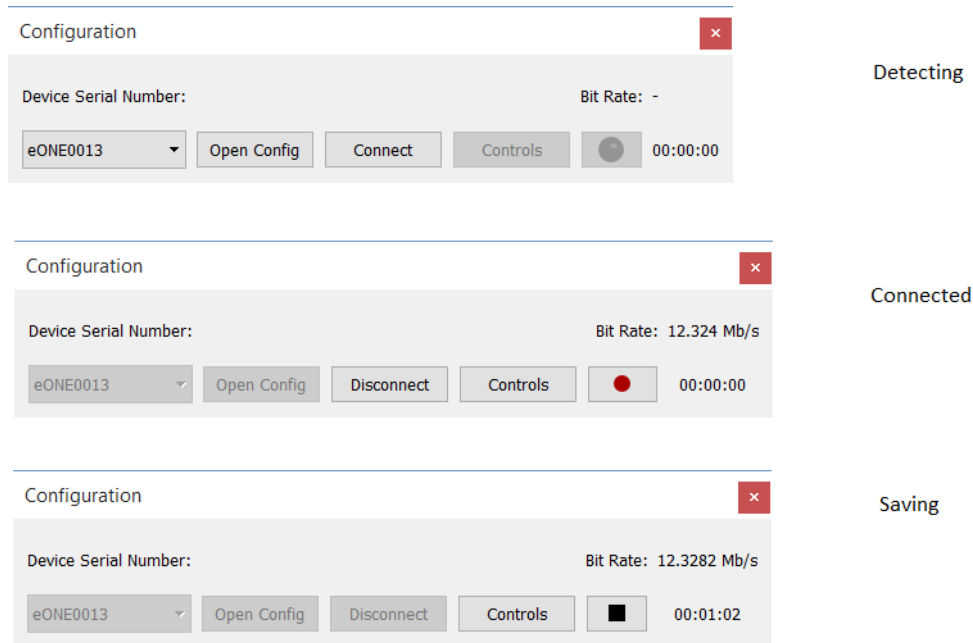 Configuration
Detecting
Device Serial Number: Bit Rate: -
eONE0013 Open Config Connect Controls 00:00:00
Configuration
Connected
Device Serial Number: Bit Rate: 12.324 Mb/s
eONE0013 Open Config Disconnect Controls 00:00:00
Configuration
Saving
Device Serial Number: Bit Rate: 12.3282 Mb/s
eONE0013 Open Config Disconnect Controls 00:01:02